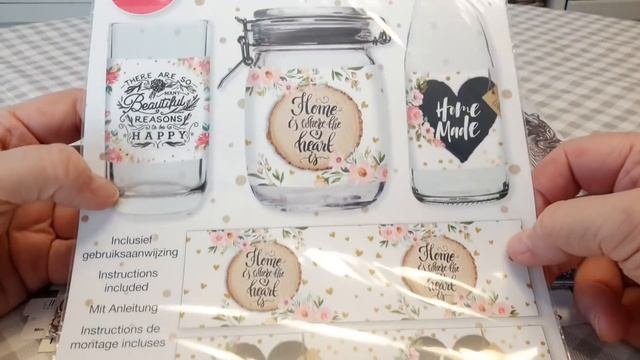 THERE ARE SO
MANY
Beautiful
REASONS
to be
HAPPY
Home
is where the
heart
is
Home
Made
Inclusief
gebruiksaanwijzing
Instructions
included
Mit Anleitung
Instructions de
montage incluses
Home
is where the
heart
is
Home
is where the
heart
is